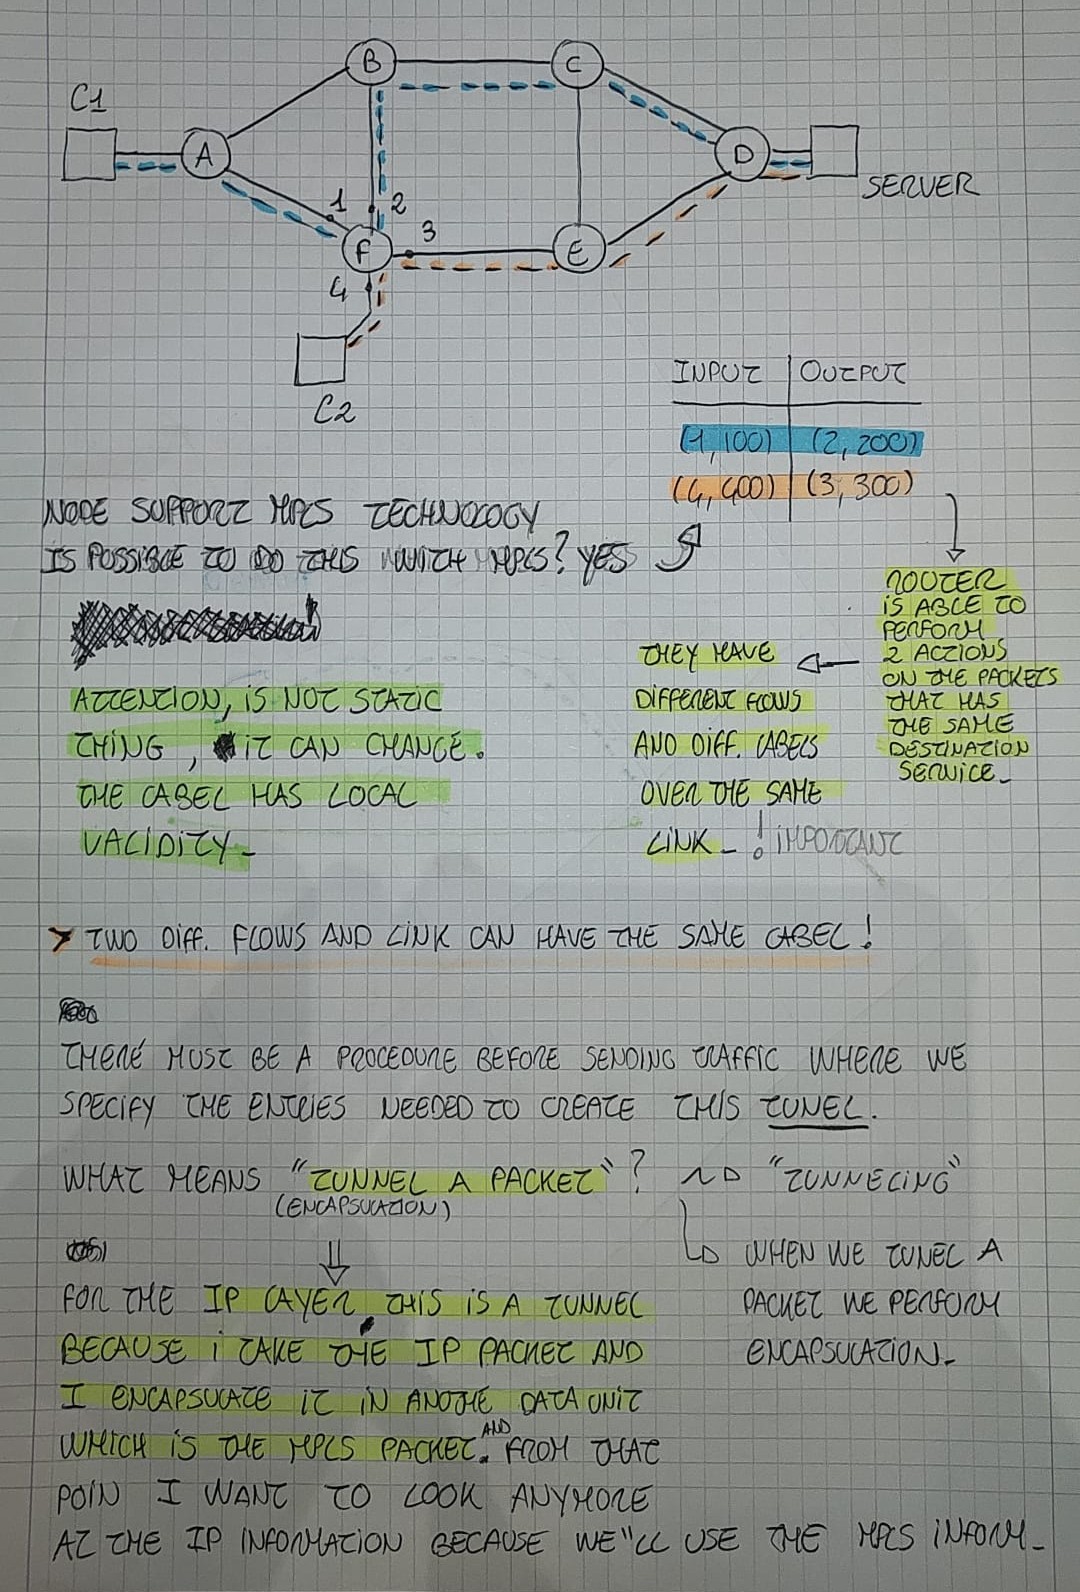 B
C
C1
A
D
SERVER
1
2
3
F
E
4
C2
INPUT | OUTPUT
(1,100) (2,200)
(4,400) (3,300)
NODE SUPPORT MPLS TECHNOLOGY
IS POSSIBLE TO DO THIS WITCH MPLS? YES
ROUTER
IS ABLE TO
PERFORM
2 ACTIONS
ON THE PACKETS
THAT HAS
THE SAME
DESTINATION
SERVICE_
THEY HAVE
DIFFERENT FLOWS
AND DIFF. LABELS
OVER THE SAME
LINK_ ! IMPORTANT
ATTENTION, IS NOT STATIC
THING, IT CAN CHANGE.
THE LABEL HAS LOCAL
VALIDITY_
> TWO DIFF. FLOWS AND LINK CAN HAVE THE SAME LABEL!
THERE MUST BE A PROCEDURE BEFORE SENDING TRAFFIC WHERE WE
SPECIFY THE ENTRIES NEEDED TO CREATE THIS TUNEL.
WHAT MEANS "TUNNEL A PACKET"? → "TUNNELING"
(ENCAPSULATION)
WHEN WE TUNEL A
PACKET WE PERFORM
ENCAPSULATION_
FOR THE IP LAYER, THIS IS A TUNNEL
BECAUSE I TAKE THE IP PACKET AND
I ENCAPSULATE IT IN ANOTHE DATA UNIT
WHICH IS THE MPLS PACKET. AND FROM THAT
POIN I WANT TO LOOK ANYMORE
AT THE IP INFORMATION BECAUSE WE"LL USE THE MPLS INFORM_